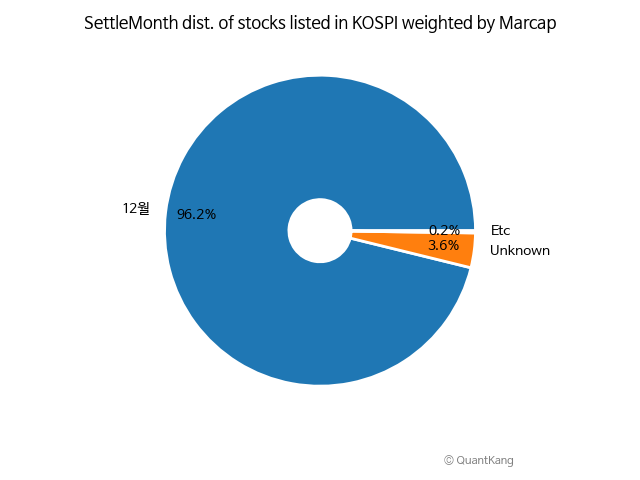 SettleMonth dist. of stocks listed in KOSPI weighted by Marcap
12월
96.2%
0.2%
Etc
3.6%
Unknown
© QuantKang